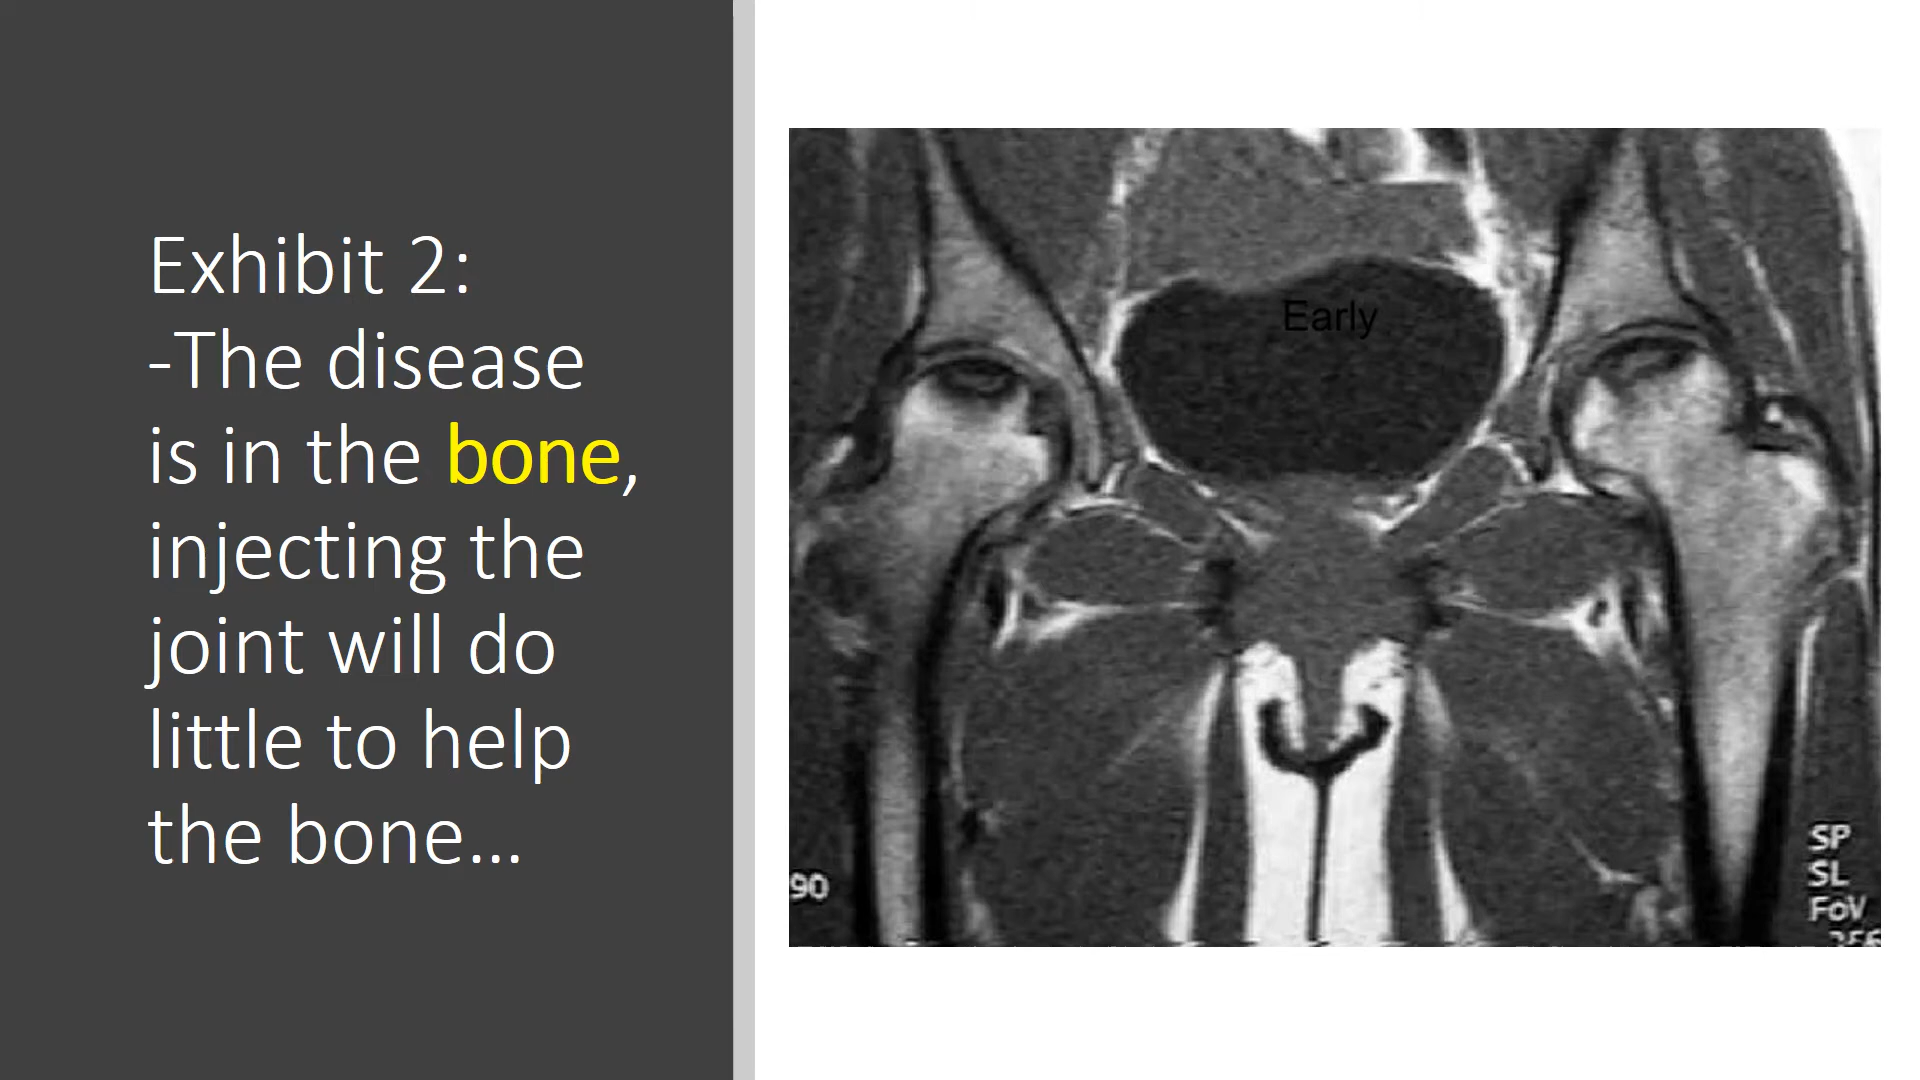 Exhibit 2:
-The disease
is in the bone,
injecting the
joint will do
little to help
the bone...
Early
90
SP
SL
FoV